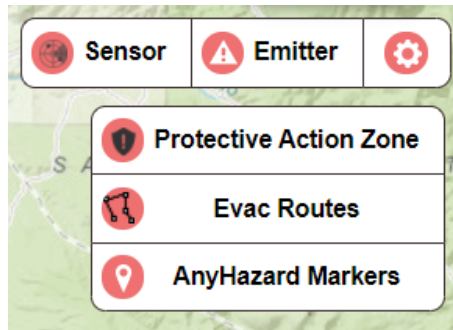 Sensor
Emitter
Protective Action Zone
S A
Evac Routes
AnyHazard Markers